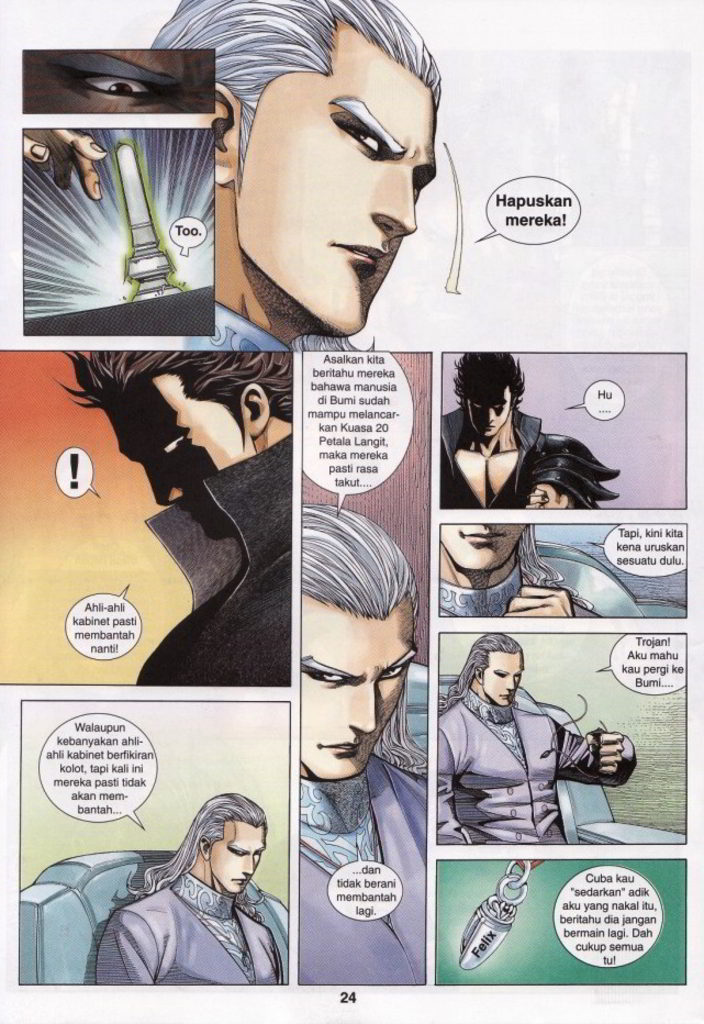 Hapuskan
mereka!
Too.
!
Ahli-ahli
kabinet pasti
membantah
nanti!
Asalkan kita
beritahu mereka
bahawa manusia
di Bumi sudah
mampu melancar-
kan Kuasa 20
Petala Langit,
maka mereka
pasti rasa
takut....
Hu
....
Tapi, kini kita
kena uruskan
sesuatu dulu.
Walaupun
kebanyakan ahli-
ahli kabinet berfikiran
kolot, tapi kali ini
mereka pasti tidak
akan mem-
bantah...
...dan
tidak berani
membantah
lagi.
Trojan!
Aku mahu
kau pergi ke
Bumi....
Felix
Cuba kau
"sedarkan" adik
aku yang nakal itu,
beritahu dia jangan
bermain lagi. Dah
cukup semua
tu!
24